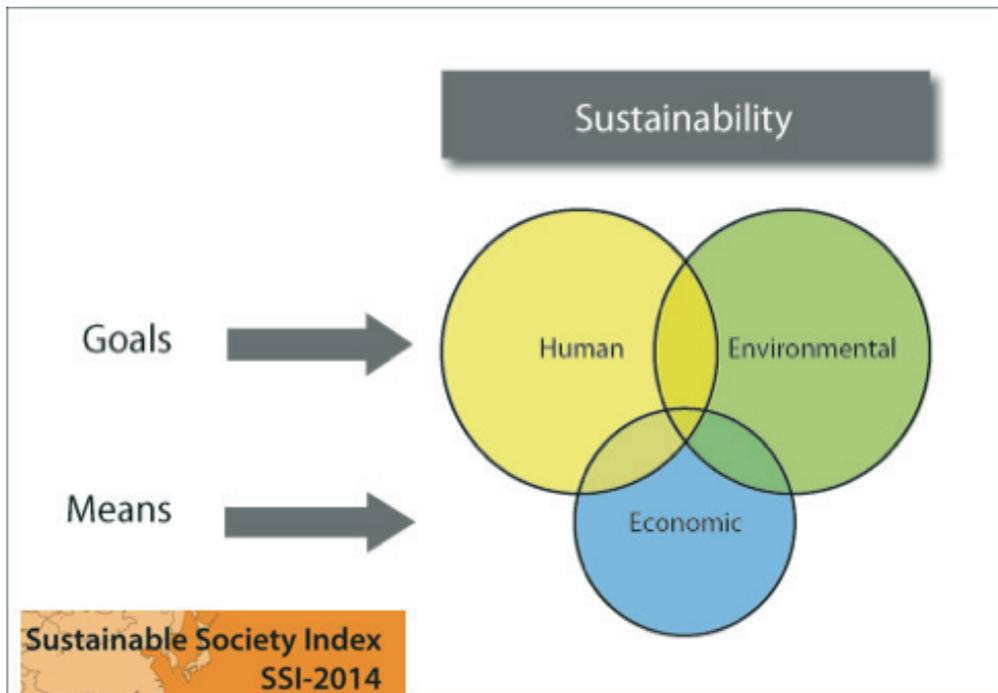 Sustainability
Goals
Human
Environmental
Means
Economic
Sustainable Society Index
SSI-2014